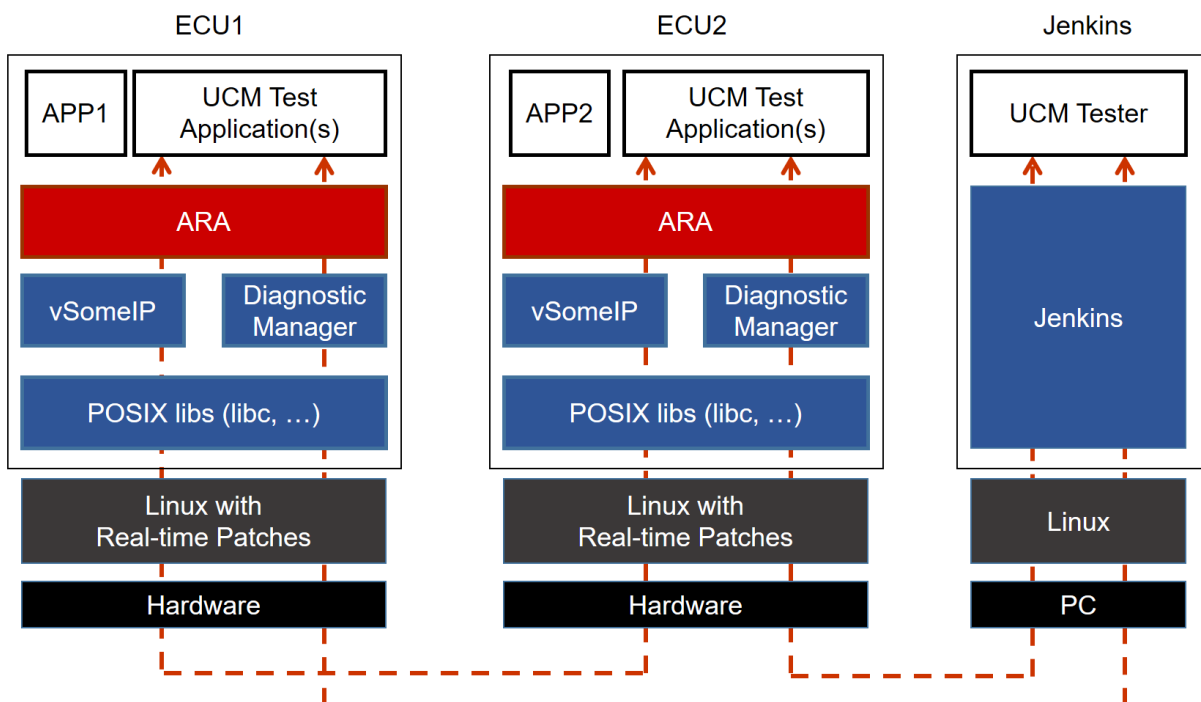 ECU1
ECU2
Jenkins
APP1
UCM Test
Application(s)
APP2
UCM Test
Application(s)
UCM Tester
ARA
ARA
Jenkins
vSomeIP
Diagnostic
Manager
vSomeIP
Diagnostic
Manager
POSIX libs (libc, …)
POSIX libs (libc, …)
Linux with
Real-time Patches
Linux with
Real-time Patches
Linux
Hardware
Hardware
PC